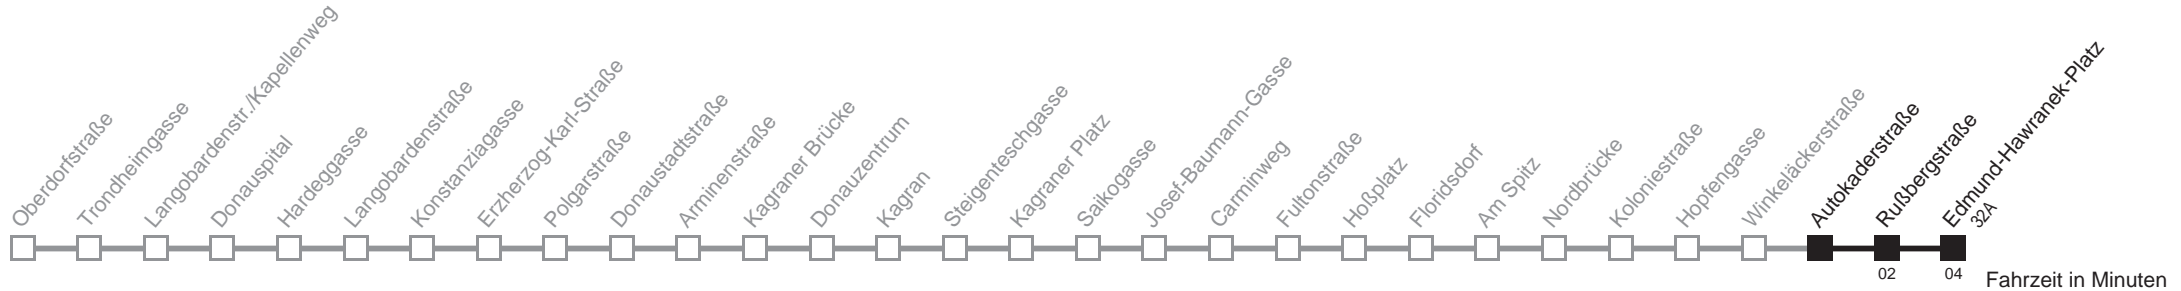 Oberdorfstraße
Trondheimgasse
Langobardenstr./Kapellenweg
Donauspital
Hardeggasse
Langobardenstraße
Konstanziagasse
Erzherzog-Karl-Straße
Polgarstraße
Donaustadtstraße
Arminenstraße
Kagraner Brücke
Donauzentrum
Kagran
Steigenteschgasse
Kagraner Platz
Saikogasse
Josef-Baumann-Gasse
Carminweg
Fultonstraße
Hoßplatz
Floridsdorf
Am Spitz
Nordbrücke
Koloniestraße
Hopfengasse
Winkeläckerstraße
Autokaderstraße
Rußbergstraße
Edmund-Hawranek-Platz
32A
02
04
Fahrzeit in Minuten